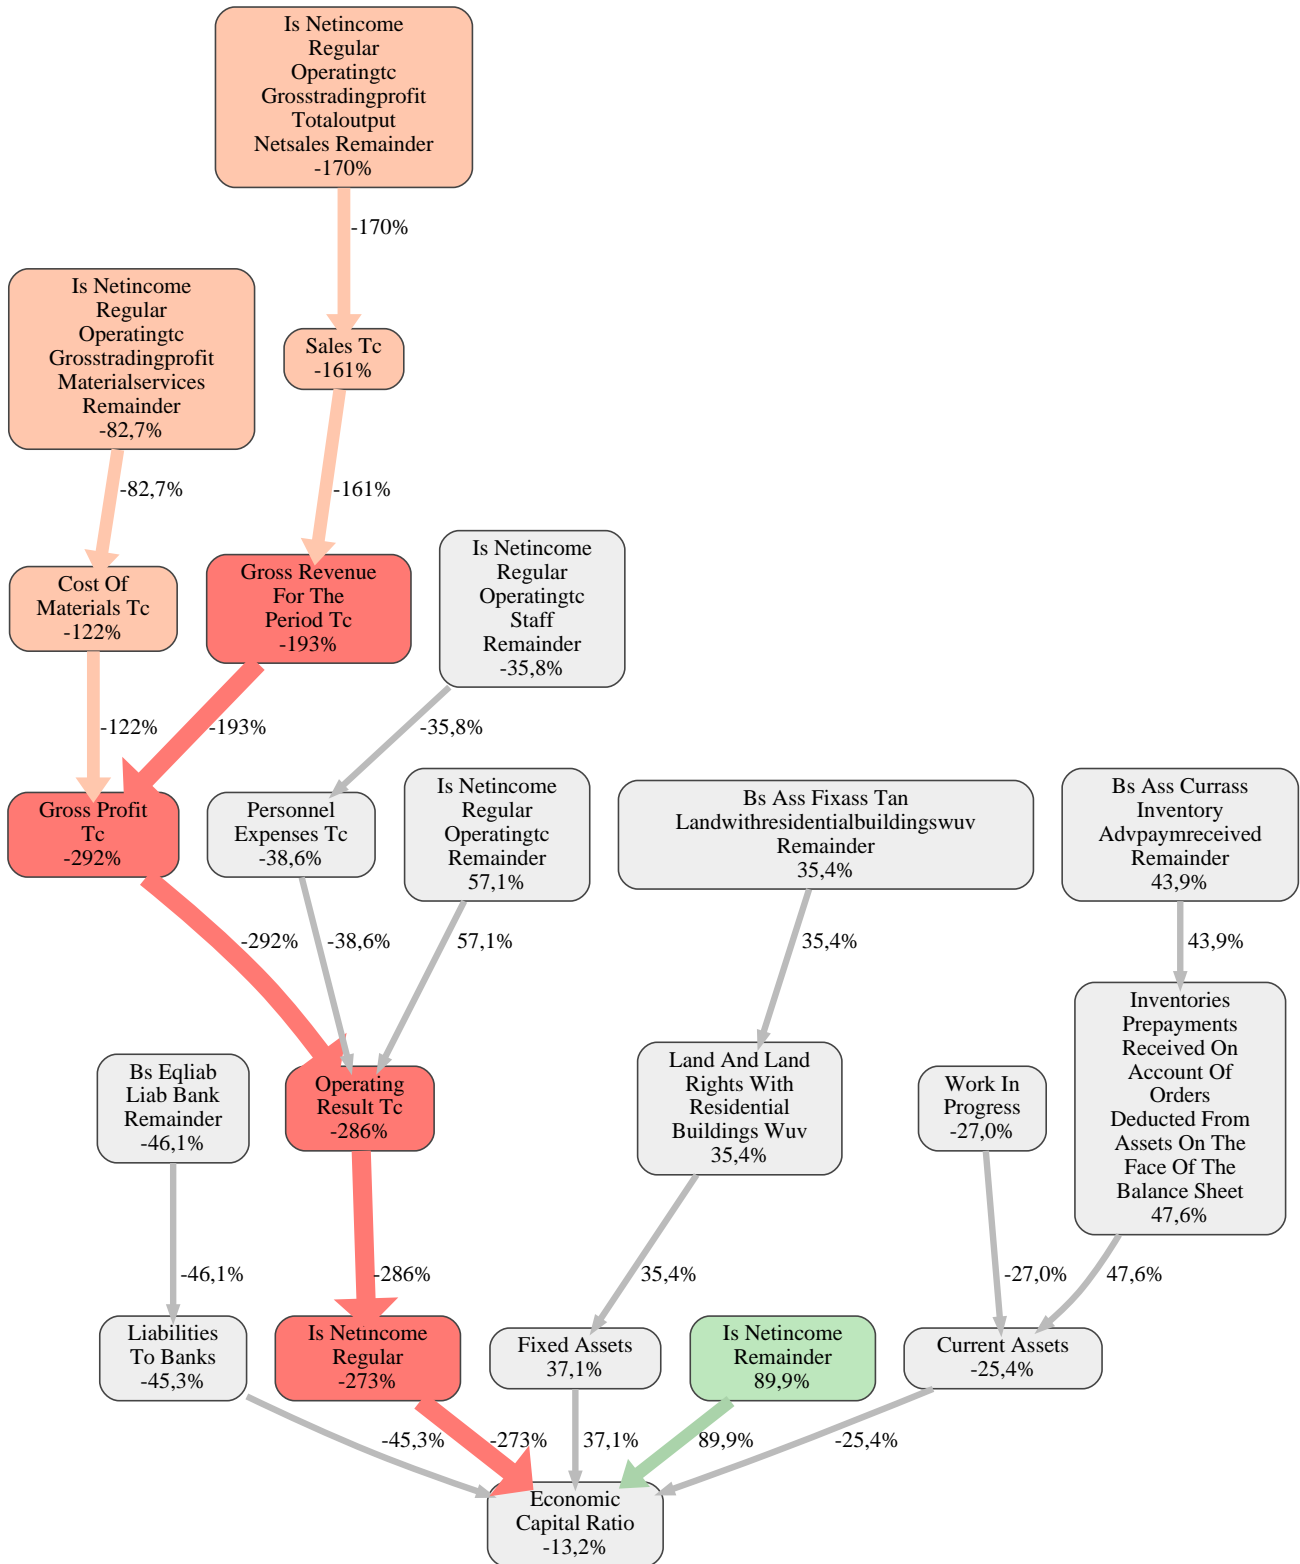 Is Netincome
Regular
Operatingtc
Grosstradingprofit
Totaloutput
Netsales Remainder
-170%
-170%
Is Netincome
Regular
Operatingtc
Grosstradingprofit
Materialservices
Remainder
-82,7%
Sales Tc
-161%
-82,7%
-161%
Is Netincome
Regular
Operatingtc
Staff
Remainder
-35,8%
Cost Of
Materials Tc
-122%
Gross Revenue
For The
Period Tc
-193%
-122%
-193%
-35,8%
Gross Profit
Tc
-292%
Personnel
Expenses Tc
-38,6%
Is Netincome
Regular
Operatingtc
Remainder
57,1%
Bs Ass Fixass Tan
Landwithresidentialbuildingswuv
Remainder
35,4%
Bs Ass Currass
Inventory
Advpaymreceived
Remainder
43,9%
-292%
-38,6%
57,1%
35,4%
43,9%
Bs Eqliab
Liab Bank
Remainder
-46,1%
Operating
Result Tc
-286%
Land And Land
Rights With
Residential
Buildings Wuv
35,4%
Work In
Progress
-27,0%
Inventories
Prepayments
Received On
Account Of
Orders
Deducted From
Assets On The
Face Of The
Balance Sheet
47,6%
-46,1%
-286%
35,4%
-27,0%
47,6%
Liabilities
To Banks
-45,3%
Is Netincome
Regular
-273%
Fixed Assets
37,1%
Is Netincome
Remainder
89,9%
Current Assets
-25,4%
-45,3%
-273%
37,1%
89,9%
-25,4%
Economic
Capital Ratio
-13,2%